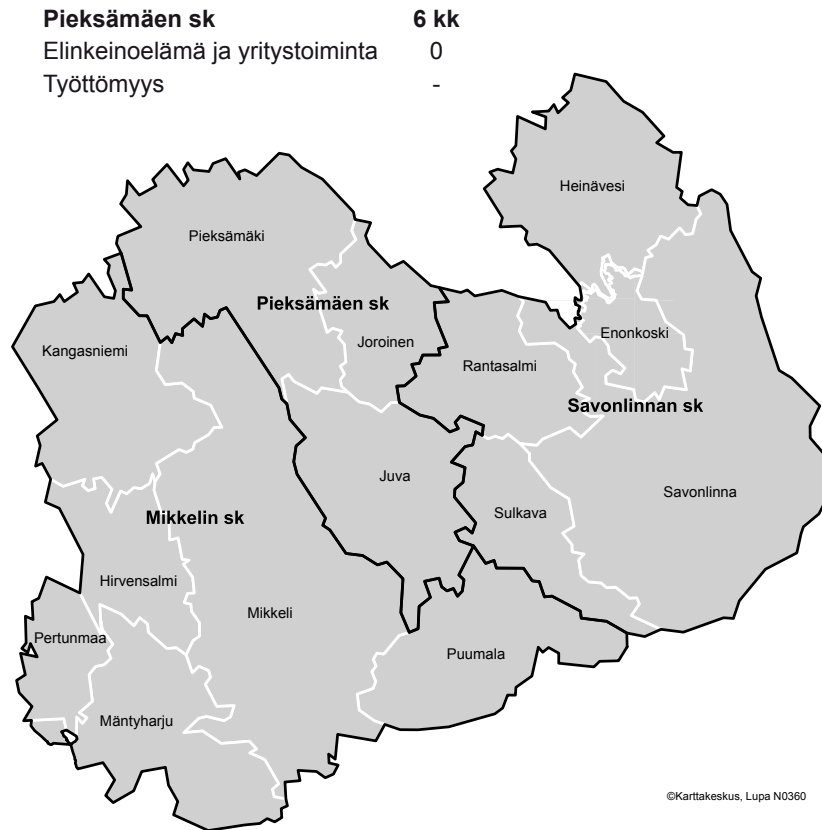 Pieksämäen sk 6 kk
Elinkeinoelämä ja yritystoiminta 0
Työttömyys -
Heinävesi
Pieksämäki
Pieksämäen sk
Enonkoski
Kangasniemi
Joroinen
Rantasalmi
Savonlinnan sk
Juva
Savonlinna
Sulkava
Mikkelin sk
Hirvensalmi
Mikkeli
Pertunmaa
Puumala
Mäntyharju
©Karttakeskus, Lupa N0360